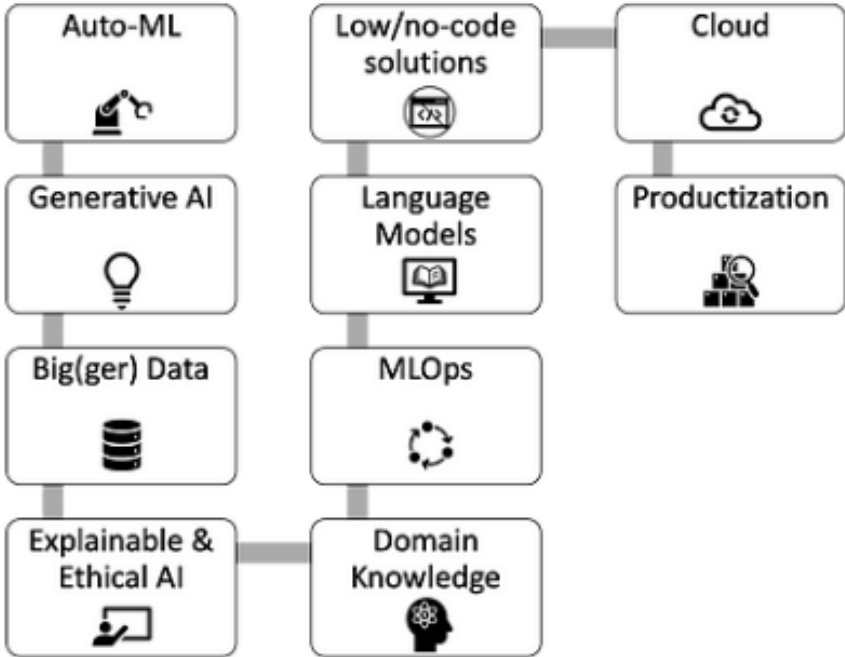 Auto-ML
Generative AI
Big(ger) Data
Explainable &
Ethical AI
Domain
Knowledge
MLOps
Language
Models
Low/no-code
solutions
</>
Cloud
Productization